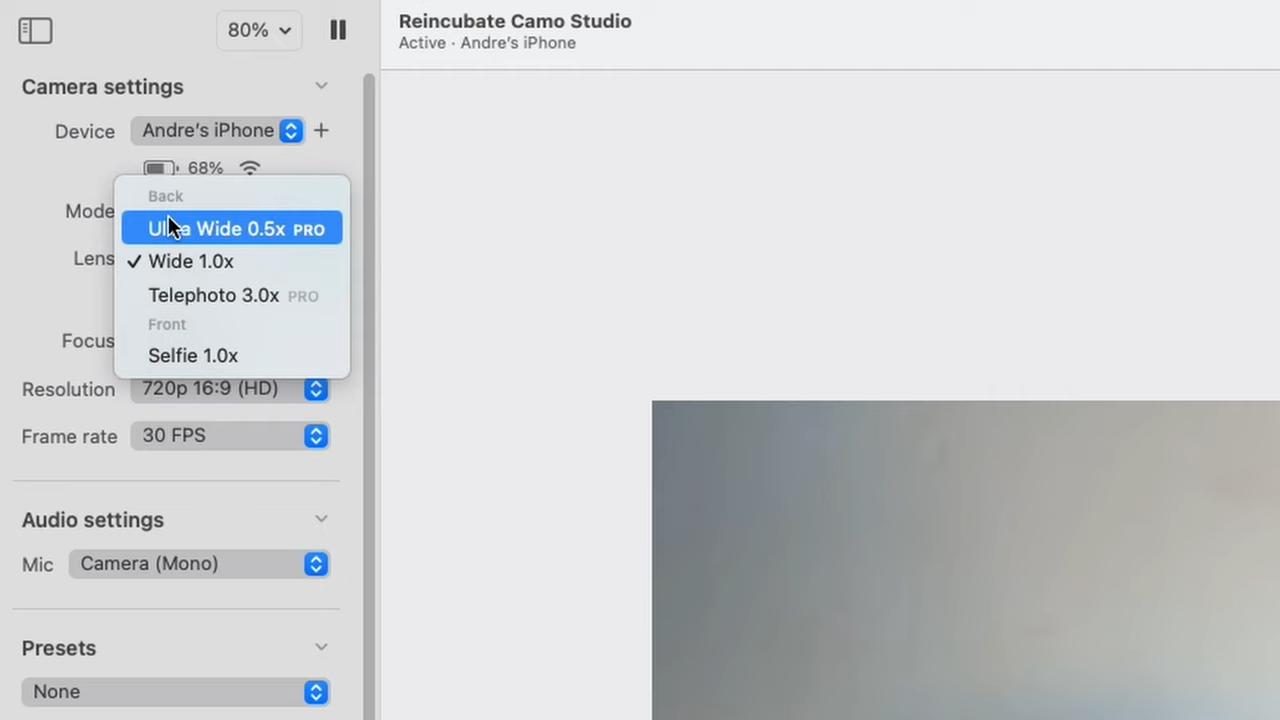 80%
Reincubate Camo Studio
Active · Andre's iPhone
Camera settings
Device Andre's iPhone +
68%
Back
Mode
Ultra Wide 0.5x PRO
Lens
Wide 1.0x
Telephoto 3.0x PRO
Front
Focus
Selfie 1.0x
Resolution 720p 16:9 (HD)
Frame rate 30 FPS
Audio settings
Mic Camera (Mono)
Presets
None